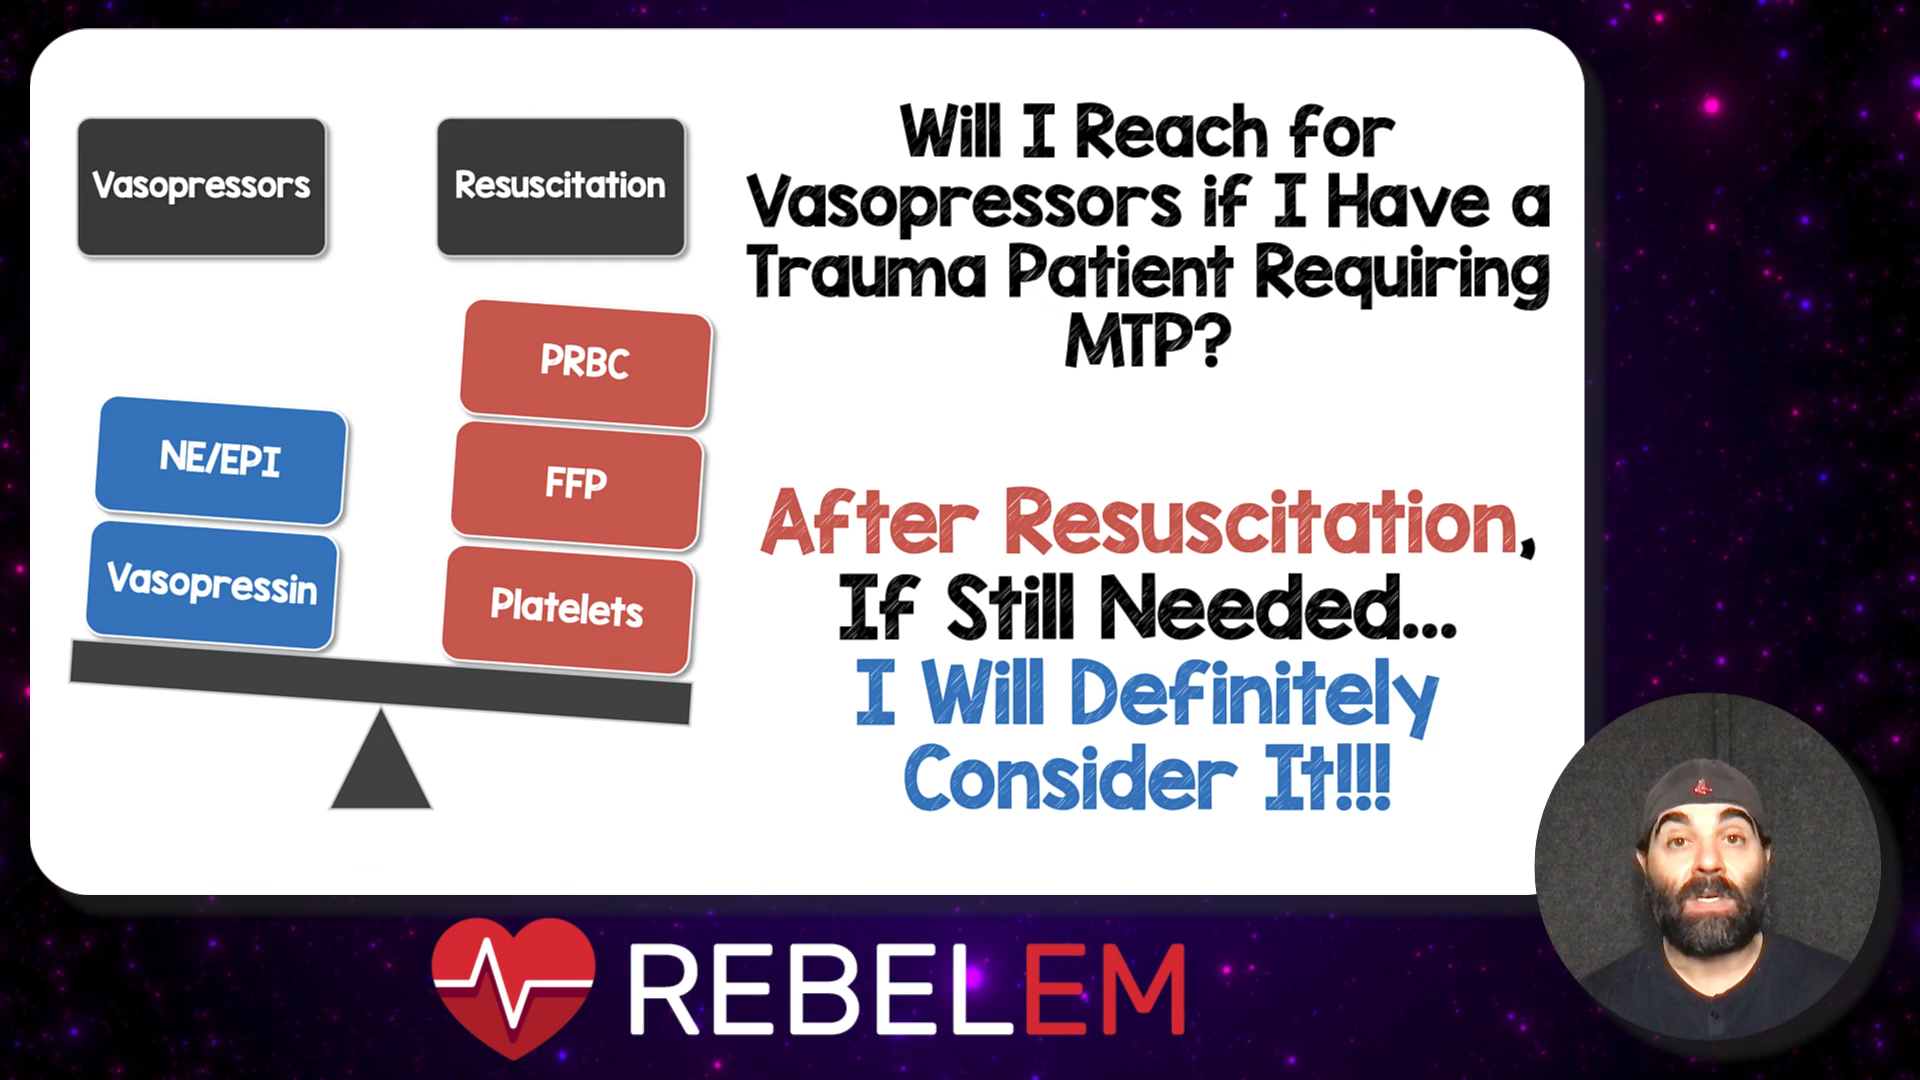 Vasopressors
Resuscitation
PRBC
FFP
Platelets
NE/EPI
Vasopressin
Will I Reach for
Vasopressors if I Have a
Trauma Patient Requiring
MTP?
After Resuscitation,
If Still Needed...
I Will Definitely
Consider It!!!
REBELEM